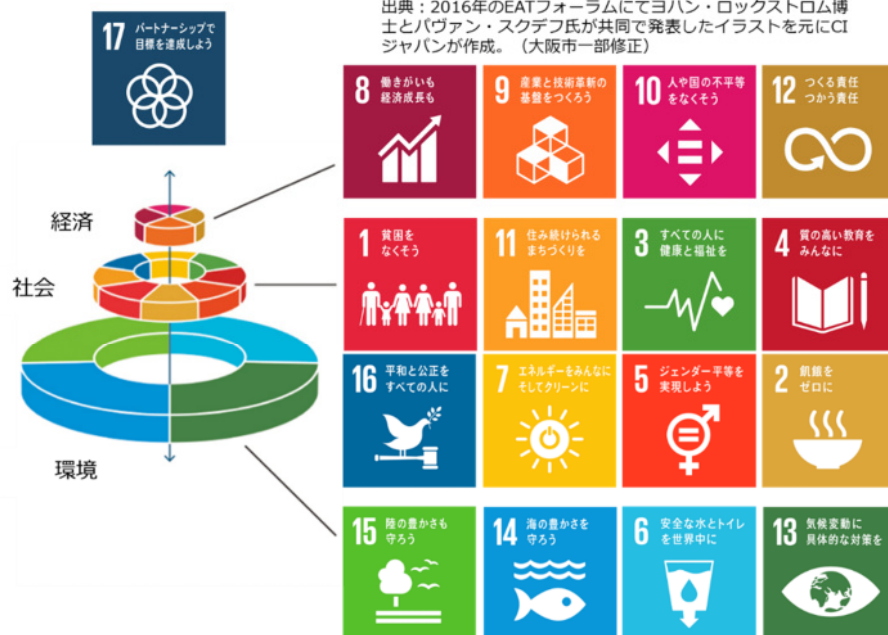 出典：2016年のEATフォーラムにてヨハン・ロックストロム博
士とパヴァン・スクデフ氏が共同で発表したイラストを元にCI
ジャパンが作成。（大阪市一部修正）
17 パートナーシップで
目標を達成しよう
経済
社会
環境
8 働きがいも
経済成長も
9 産業と技術革新の
基盤をつくろう
10 人や国の不平等
をなくそう
12 つくる責任
つかう責任
1 貧困を
なくそう
11 住み続けられる
まちづくりを
3 すべての人に
健康と福祉を
4 質の高い教育を
みんなに
16 平和と公正を
すべての人に
7 エネルギーをみんなに
そしてクリーンに
5 ジェンダー平等を
実現しよう
2 飢餓を
ゼロに
15 陸の豊かさも
守ろう
14 海の豊かさを
守ろう
6 安全な水とトイレ
を世界中に
13 気候変動に
具体的な対策を